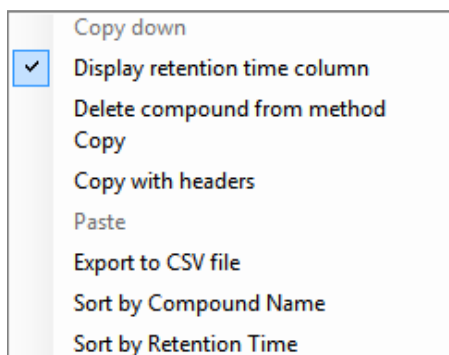 Copy down
Display retention time column
Delete compound from method
Copy
Copy with headers
Paste
Export to CSV file
Sort by Compound Name
Sort by Retention Time